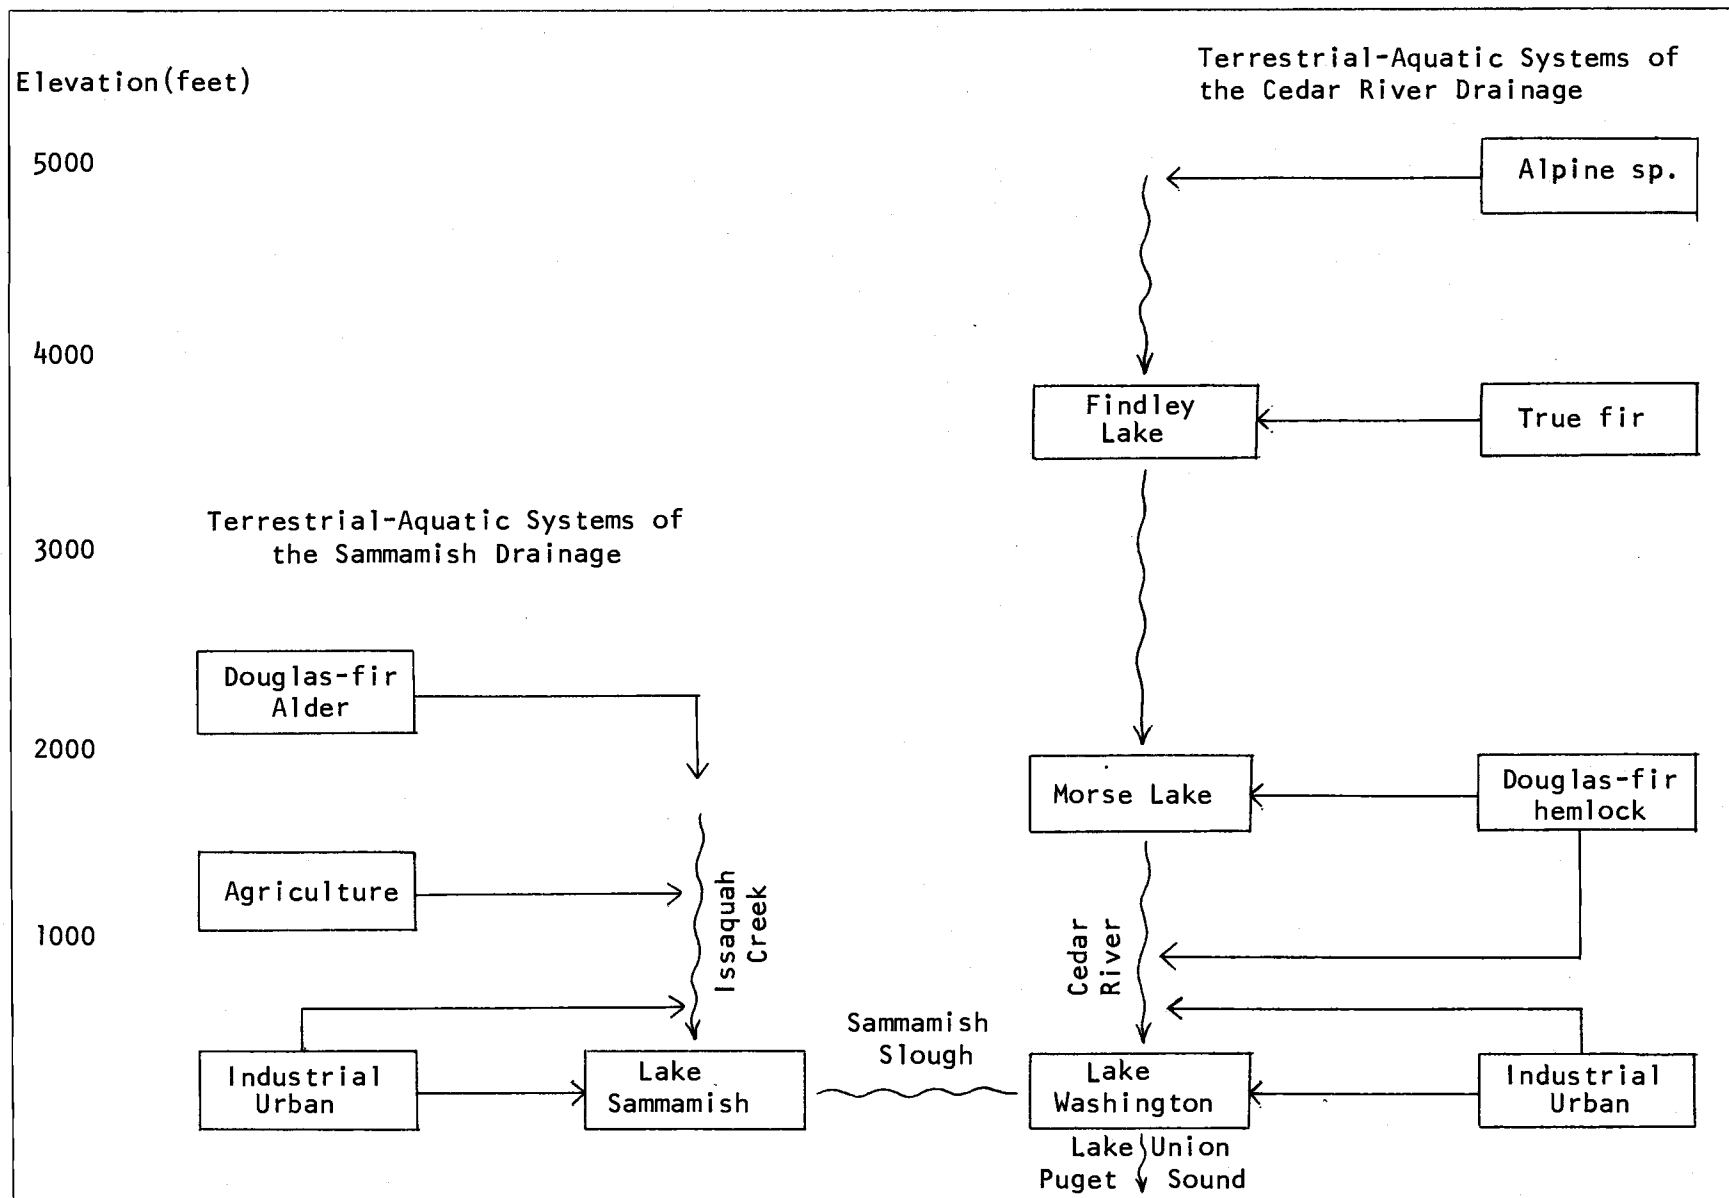 Elevation(feet)
5000
4000
3000
2000
1000
Terrestrial-Aquatic Systems of
the Cedar River Drainage
Alpine sp.
Findley
Lake
True fir
Morse Lake
Douglas-fir
hemlock
Cedar
River
Lake
Washington
Industrial
Urban
Lake Union
Puget Sound
Terrestrial-Aquatic Systems of
the Sammamish Drainage
Douglas-fir
Alder
Agriculture
Issaquah
Creek
Industrial
Urban
Lake
Sammamish
Sammamish
Slough